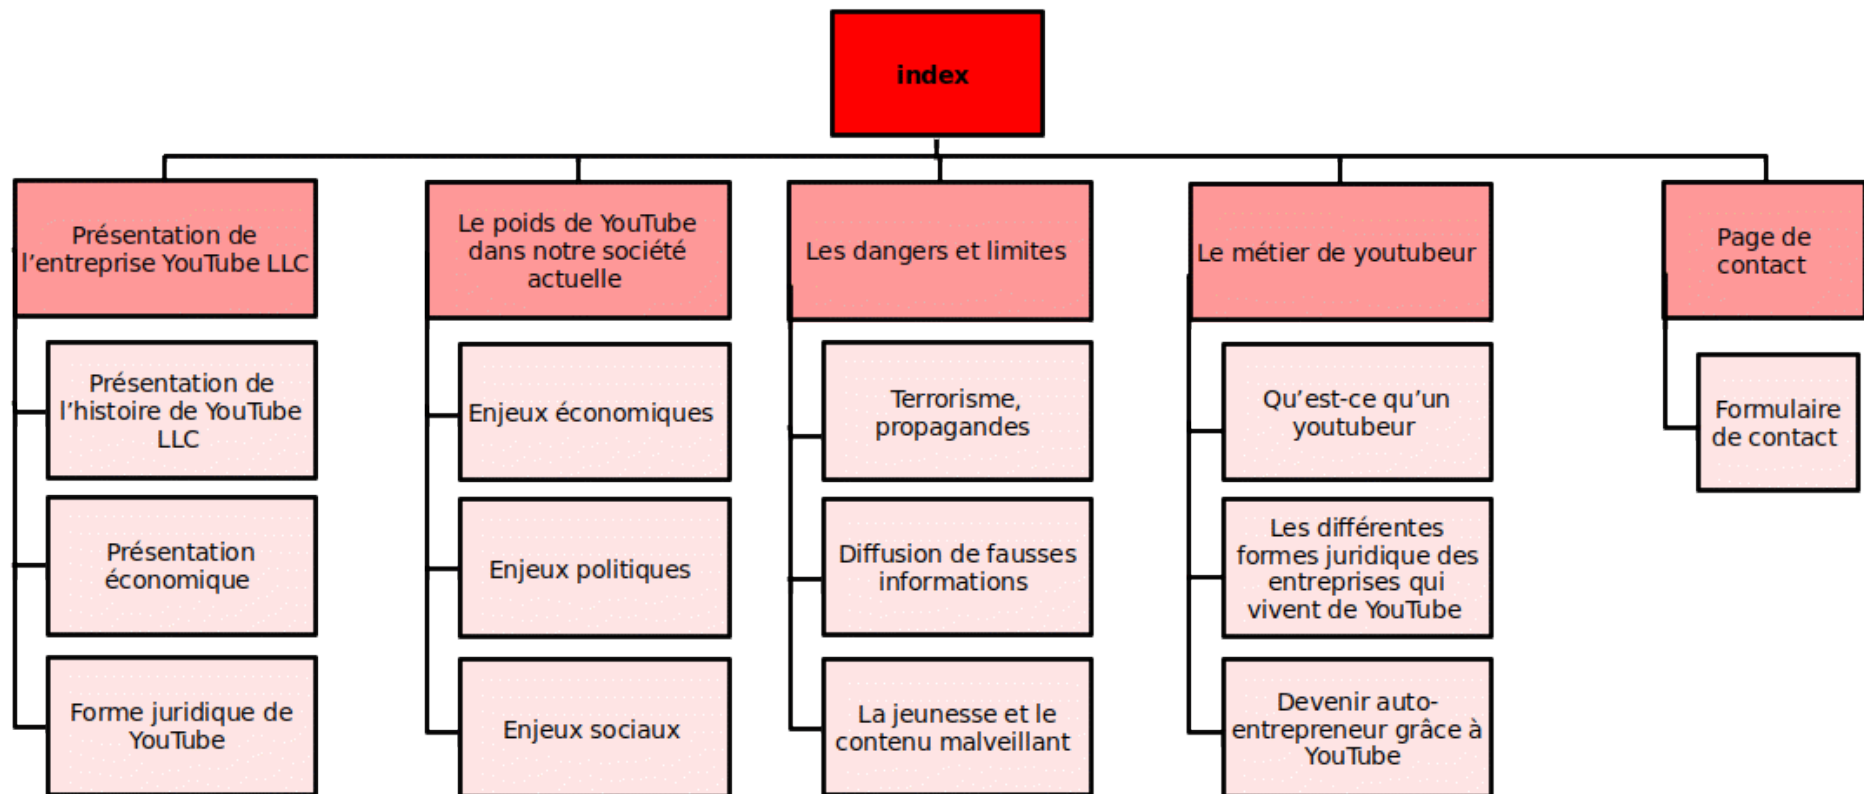 index
Présentation de
l’entreprise YouTube LLC
Le poids de YouTube
dans notre société
actuelle
Les dangers et limites
Le métier de youtubeur
Page de
contact
Présentation de
l’histoire de YouTube
LLC
Présentation
économique
Forme juridique de
YouTube
Enjeux économiques
Enjeux politiques
Enjeux sociaux
Terrorisme,
propagandes
Diffusion de fausses
informations
La jeunesse et le
contenu malveillant
Qu’est-ce qu’un
youtubeur
Les différentes
formes juridique des
entreprises qui
vivent de YouTube
Devenir auto-
entrepreneur grâce à
YouTube
Formulaire
de contact